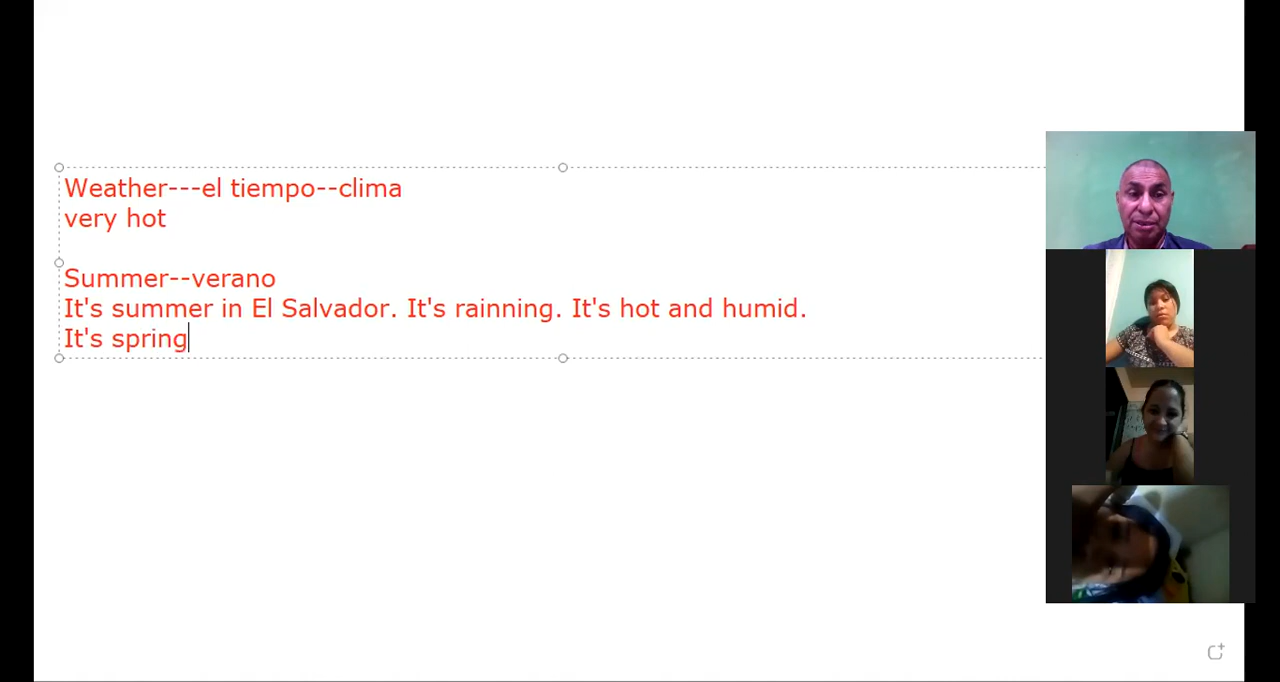 Weather---el tiempo--clima
very hot
Summer--verano
It's summer in El Salvador. It's rainning. It's hot and humid.
It's spring